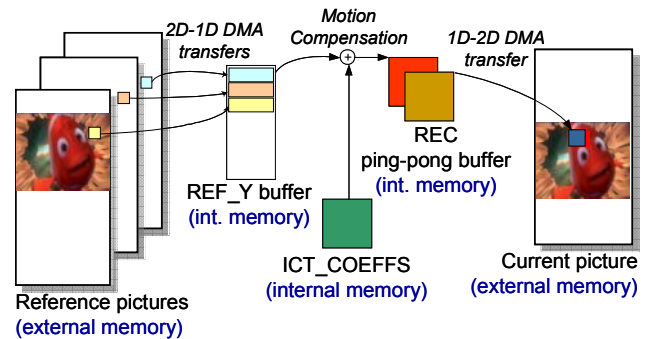 2D-1D DMA
transfers
Motion
Compensation
1D-2D DMA
transfer
+
REF_Y buffer
(int. memory)
REC
ping-pong buffer
(int. memory)
ICT_COEFFS
(internal memory)
Current picture
(external memory)
Reference pictures
(external memory)